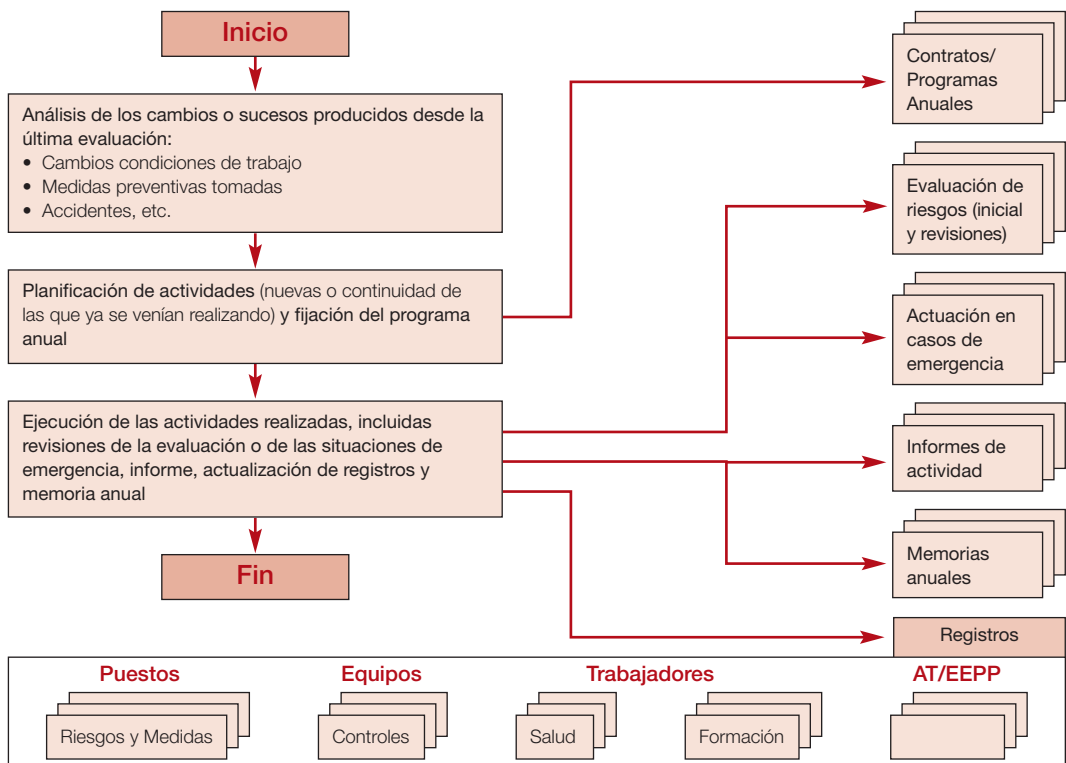 Inicio
Análisis de los cambios o sucesos producidos desde la
última evaluación:
• Cambios condiciones de trabajo
• Medidas preventivas tomadas
• Accidentes, etc.
Planificación de actividades (nuevas o continuidad de
las que ya se venían realizando) y fijación del programa
anual
Ejecución de las actividades realizadas, incluidas
revisiones de la evaluación o de las situaciones de
emergencia, informe, actualización de registros y
memoria anual
Fin
Contratos/
Programas
Anuales
Evaluación de
riesgos (inicial
y revisiones)
Actuación en
casos de
emergencia
Informes de
actividad
Memorias
anuales
Registros
Puestos
Riesgos y Medidas
Equipos
Controles
Trabajadores
Salud
Formación
AT/EEPP